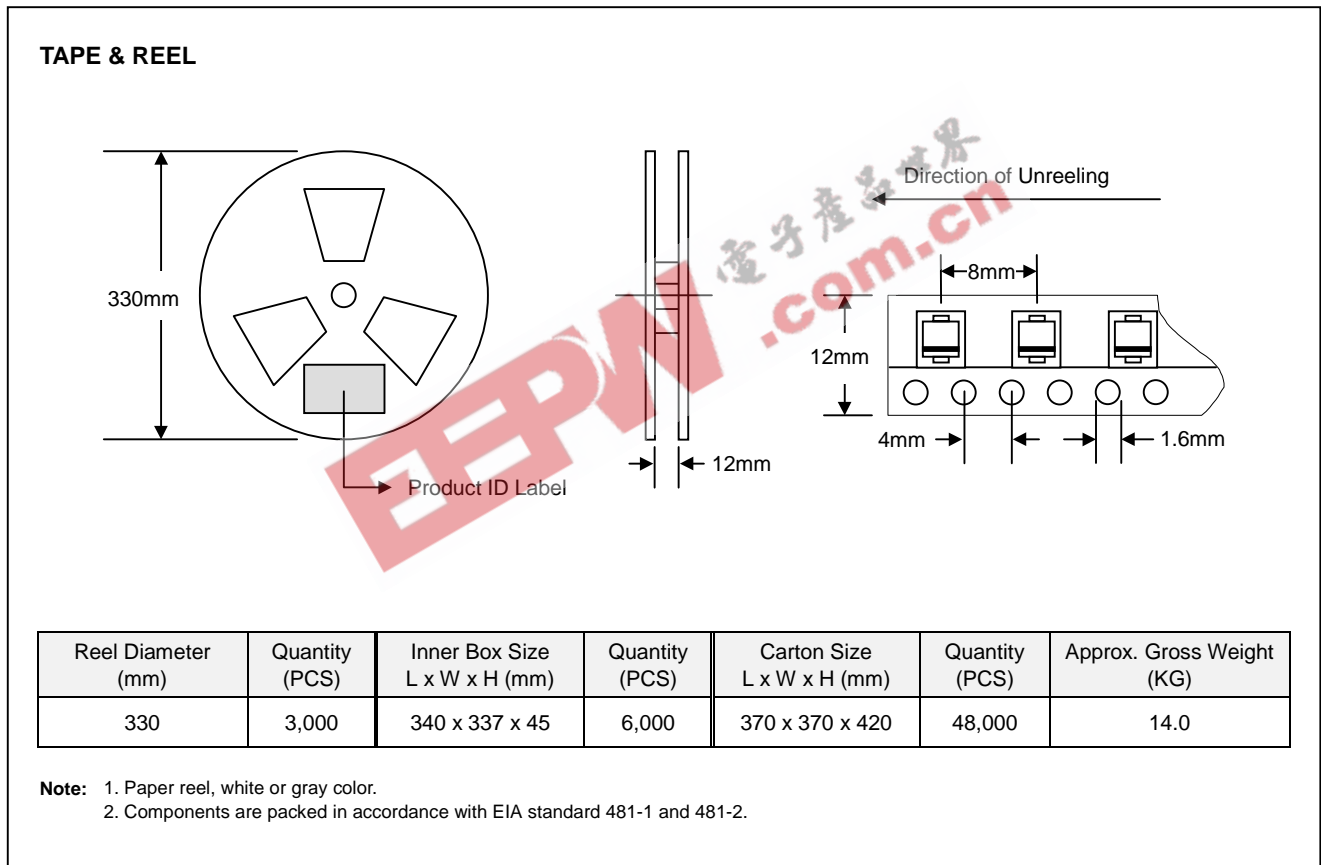 TAPE & REEL
Direction of Unreeling
8mm
330mm
12mm
4mm
1.6mm
12mm
Product ID Label
EEPW 電子產品世界
.com.cn
Reel Diameter (mm) Quantity (PCS) Inner Box Size L x W x H (mm) Quantity (PCS) Carton Size L x W x H (mm) Quantity (PCS) Approx. Gross Weight (KG)
330 3,000 340 x 337 x 45 6,000 370 x 370 x 420 48,000 14.0
Note: 1. Paper reel, white or gray color.
2. Components are packed in accordance with EIA standard 481-1 and 481-2.